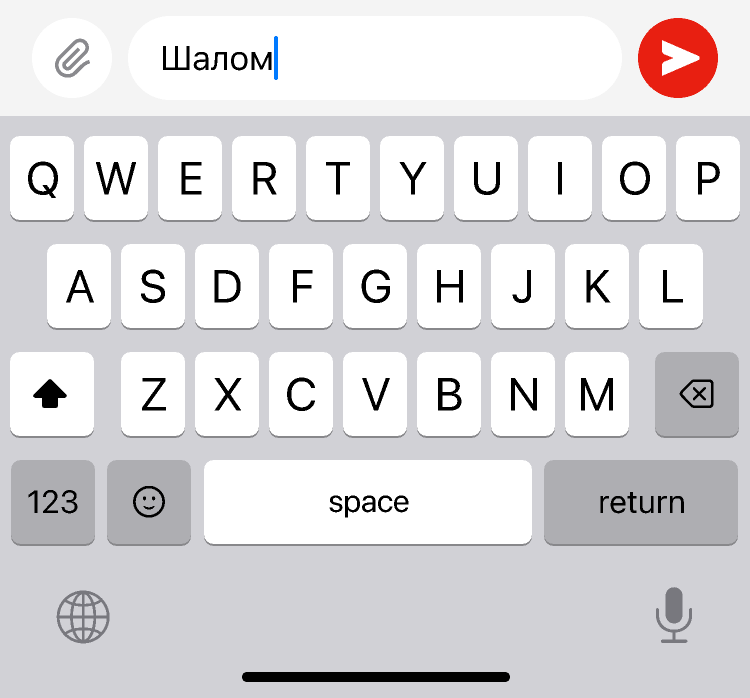 Шалом
Q W E R T Y U I O P
A S D F G H J K L
Z X C V B N M
123 space return